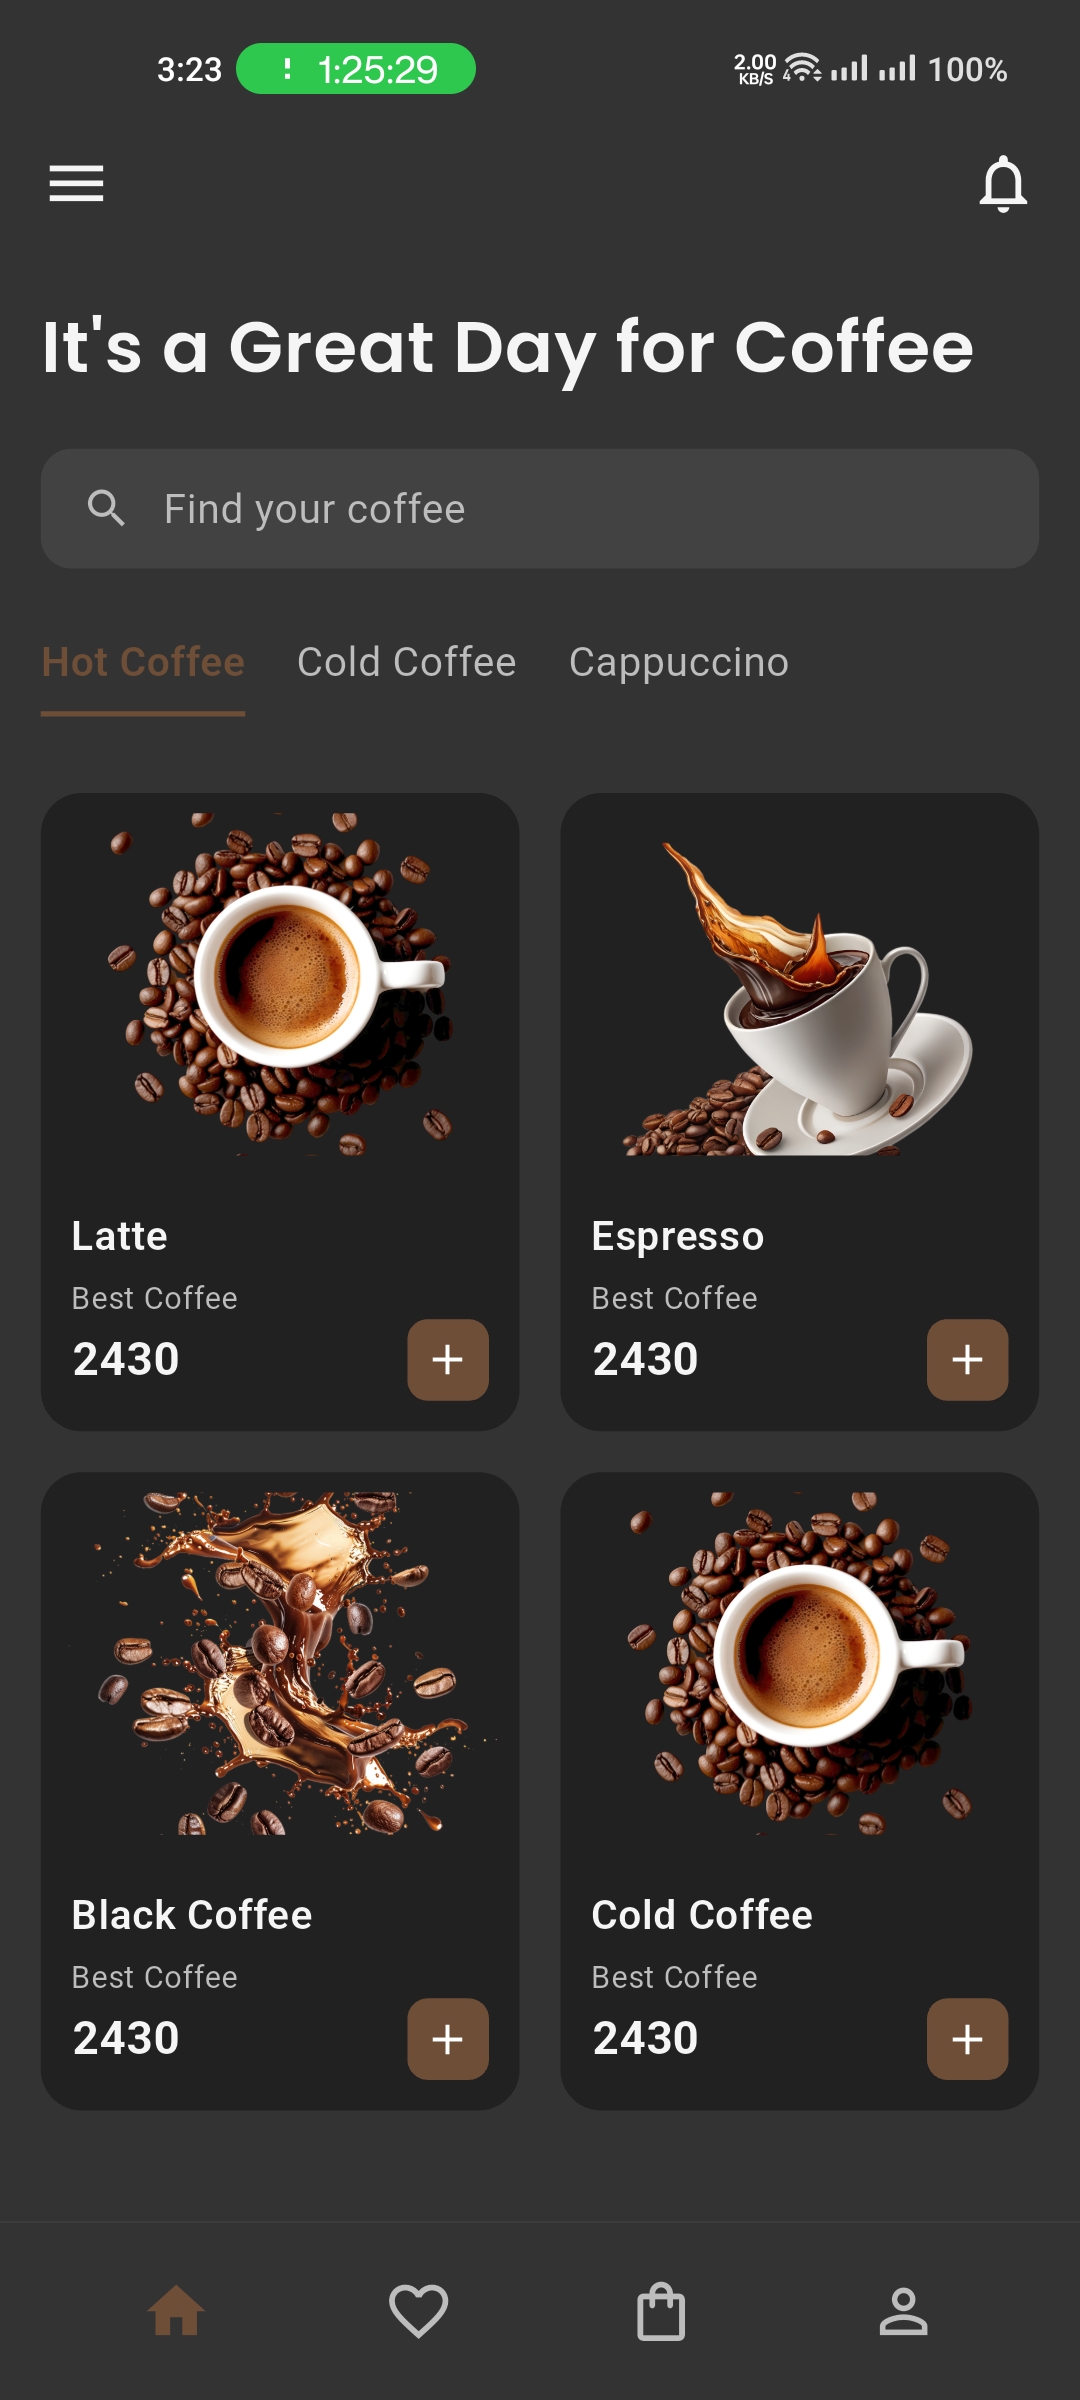 3:23 1:25:29 2.00 KB/S 4 100%
It's a Great Day for Coffee
Find your coffee
Hot Coffee Cold Coffee Cappuccino
Latte
Best Coffee
2430
Espresso
Best Coffee
2430
Black Coffee
Best Coffee
2430
Cold Coffee
Best Coffee
2430